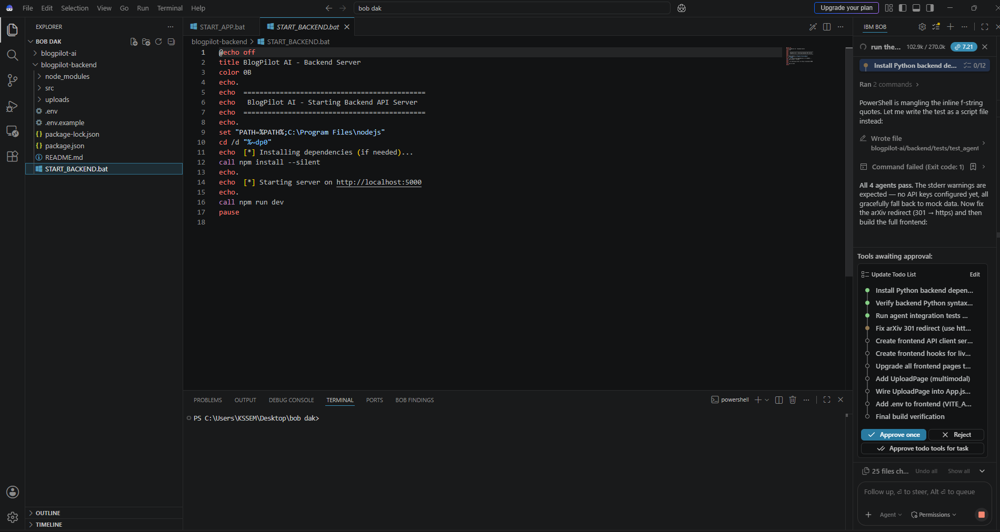 File Edit Selection View Go Run Terminal Help
bob dak
Upgrade your plan
EXPLORER
BOB DAK
blogpilot-ai
blogpilot-backend
node_modules
src
uploads
.env
.env.example
package-lock.json
package.json
README.md
START_BACKEND.bat
OUTLINE
TIMELINE
START_APP.bat
START_BACKEND.bat
blogpilot-backend > START_BACKEND.bat
1 @echo off
2 title BlogPilot AI - Backend Server
3 color 0B
4 echo.
5 echo =============================================
6 echo BlogPilot AI - Starting Backend API Server
7 echo =============================================
8 echo.
9 set "PATH=%PATH%;C:\Program Files\nodejs"
10 cd /d "%~dp0"
11 echo [*] Installing dependencies (if needed)...
12 call npm install --silent
13 echo.
14 echo [*] Starting server on http://localhost:5000
15 echo.
16 call npm run dev
17 pause
18
PROBLEMS OUTPUT DEBUG CONSOLE TERMINAL PORTS BOB FINDINGS
powershell
PS C:\Users\KSSEM\Desktop\bob dak>
IBM BOB
run the... 102.9k / 270.0k 7.21
Install Python backend de... 0/12
Ran 2 commands
PowerShell is mangling the inline f-string
quotes. Let me write the test as a script file
instead:
Wrote file
blogpilot-ai/backend/tests/test_agent
Command failed (Exit code: 1)
All 4 agents pass. The stderr warnings are
expected — no API keys configured yet, all
gracefully fall back to mock data. Now fix
the arXiv redirect (301 → https) and then
build the full frontend:
Tools awaiting approval:
Update Todo List Edit
Install Python backend depen...
Verify backend Python syntax...
Run agent integration tests ...
Fix arXiv 301 redirect (use htt...
Create frontend API client ser...
Create frontend hooks for liv...
Upgrade all frontend pages t...
Add UploadPage (multimodal)
Wire UploadPage into App.js...
Add .env to frontend (VITE_A...
Final build verification
Approve once Reject
Approve todo tools for task
25 files ch... Undo all Show all
Follow up, ⏎ to steer, Alt ⏎ to queue
Agent Permissions